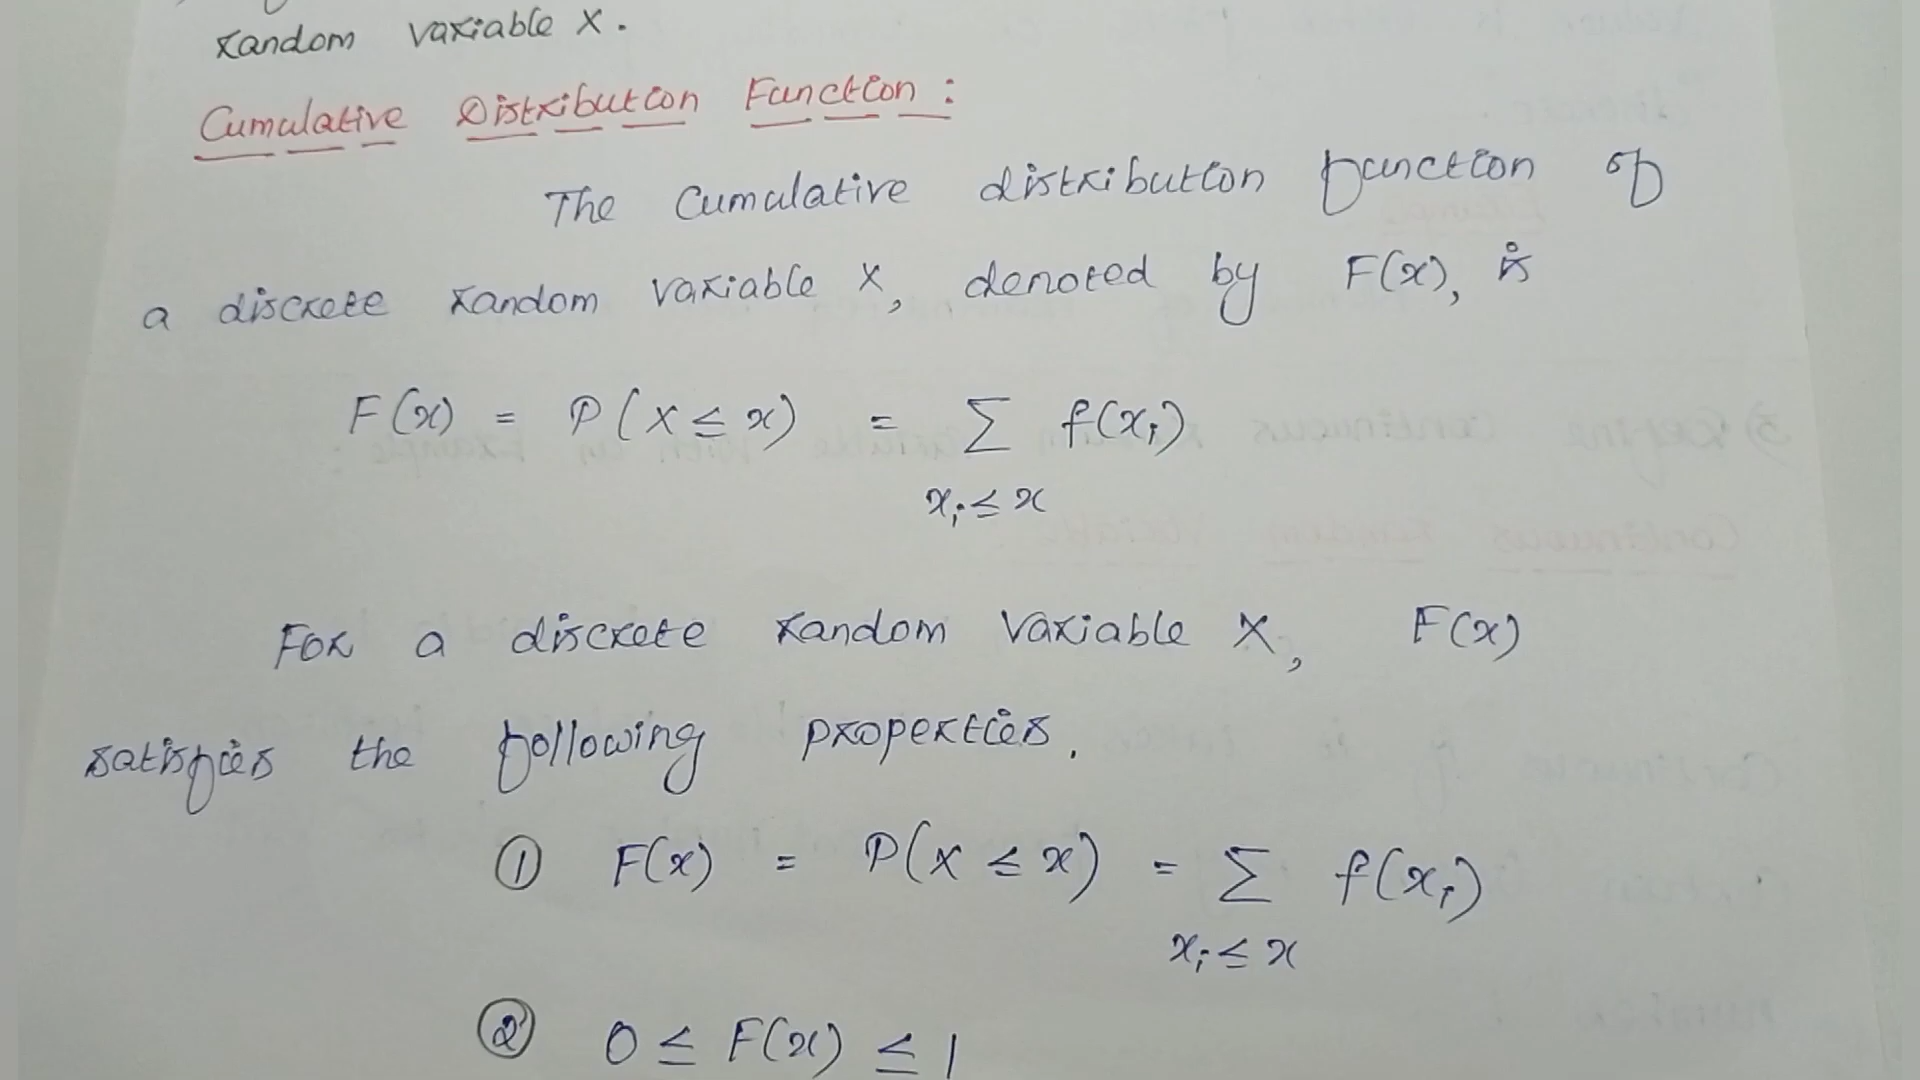 random variable X.
Cumulative Distribution Function :
The Cumulative distribution function of
a discrete random variable X, denoted by F(x), is
F(x) = P(X ≤ x) = Σ f(xᵢ)
xᵢ ≤ x
For a discrete random variable X, F(x)
satisfies the following properties.
① F(x) = P(X ≤ x) = Σ f(xᵢ)
xᵢ ≤ x
② 0 ≤ F(x) ≤ 1